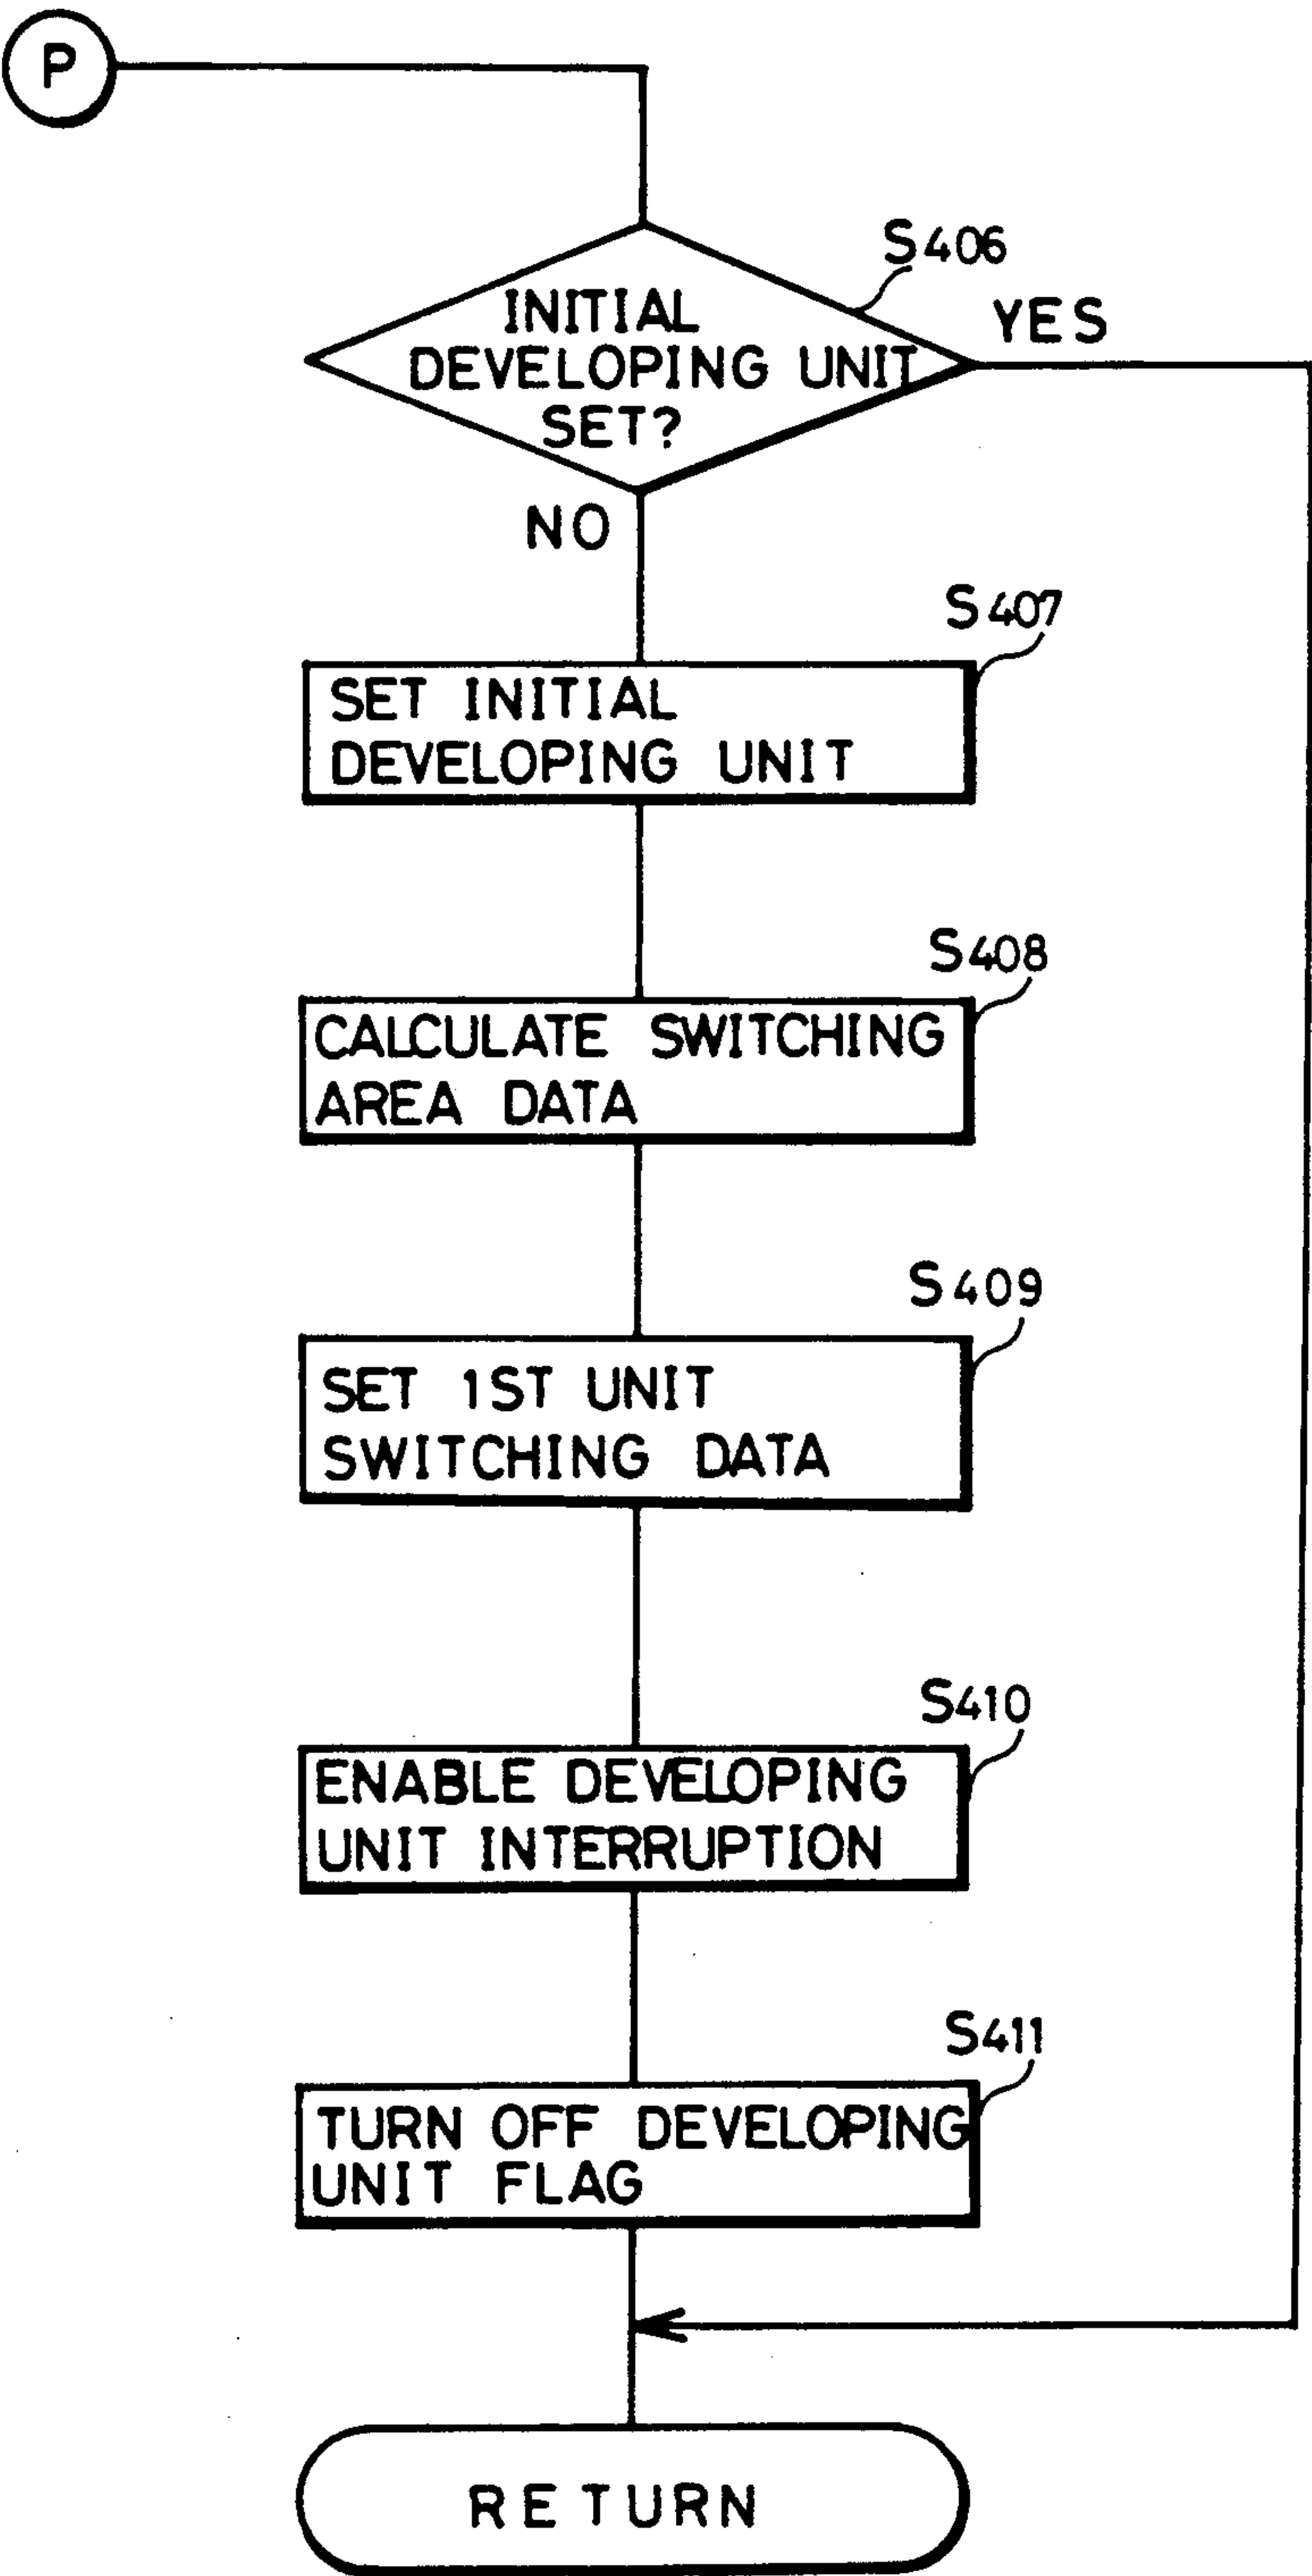 P
S406
INITIAL
DEVELOPING UNIT
SET?
YES
NO
S407
SET INITIAL
DEVELOPING UNIT
S408
CALCULATE SWITCHING
AREA DATA
S409
SET 1ST UNIT
SWITCHING DATA
S410
ENABLE DEVELOPING
UNIT INTERRUPTION
S411
TURN OFF DEVELOPING
UNIT FLAG
RETURN